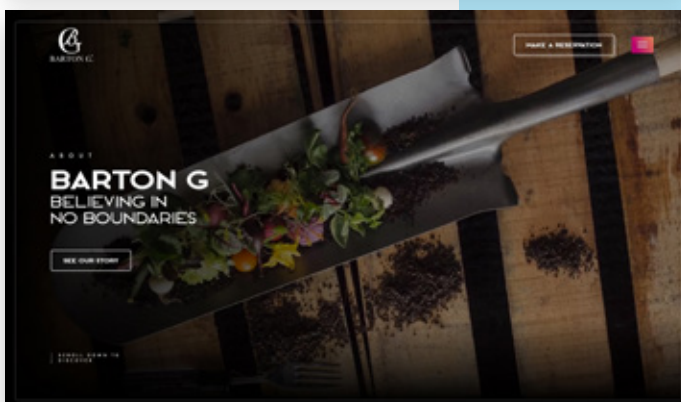 BARTON G
MAKE A RESERVATION
ABOUT
BARTON G
BELIEVING IN
NO BOUNDARIES
SEE OUR STORY
SCROLL DOWN TO
DISCOVER